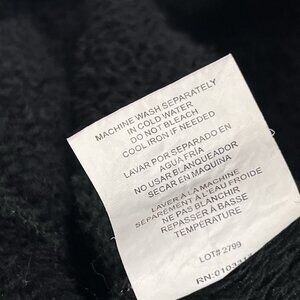 MACHINE WASH SEPARATELY
IN COLD WATER
DO NOT BLEACH
COOL IRON IF NEEDED
LAVAR POR SEPARADO EN
AGUA FRIA
NO USAR BLANQUEADOR
SECAR EN MAQUINA
LAVER A LA MACHINE
SEPAREMENT A L'EAU FROIDE
NE PAS BLANCHIR
REPASSER À BASSE
TEMPERATURE
LOT# 2799